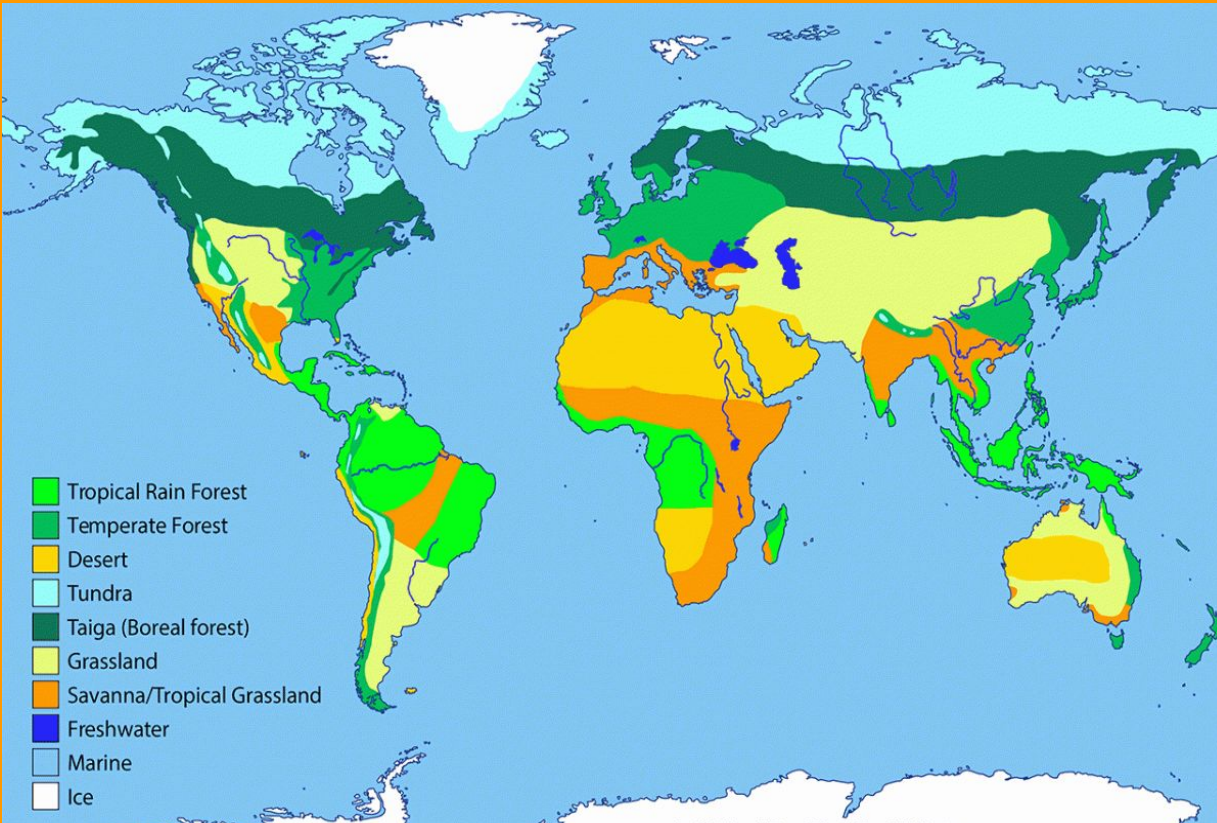 Tropical Rain Forest
Temperate Forest
Desert
Tundra
Taiga (Boreal forest)
Grassland
Savanna/Tropical Grassland
Freshwater
Marine
Ice